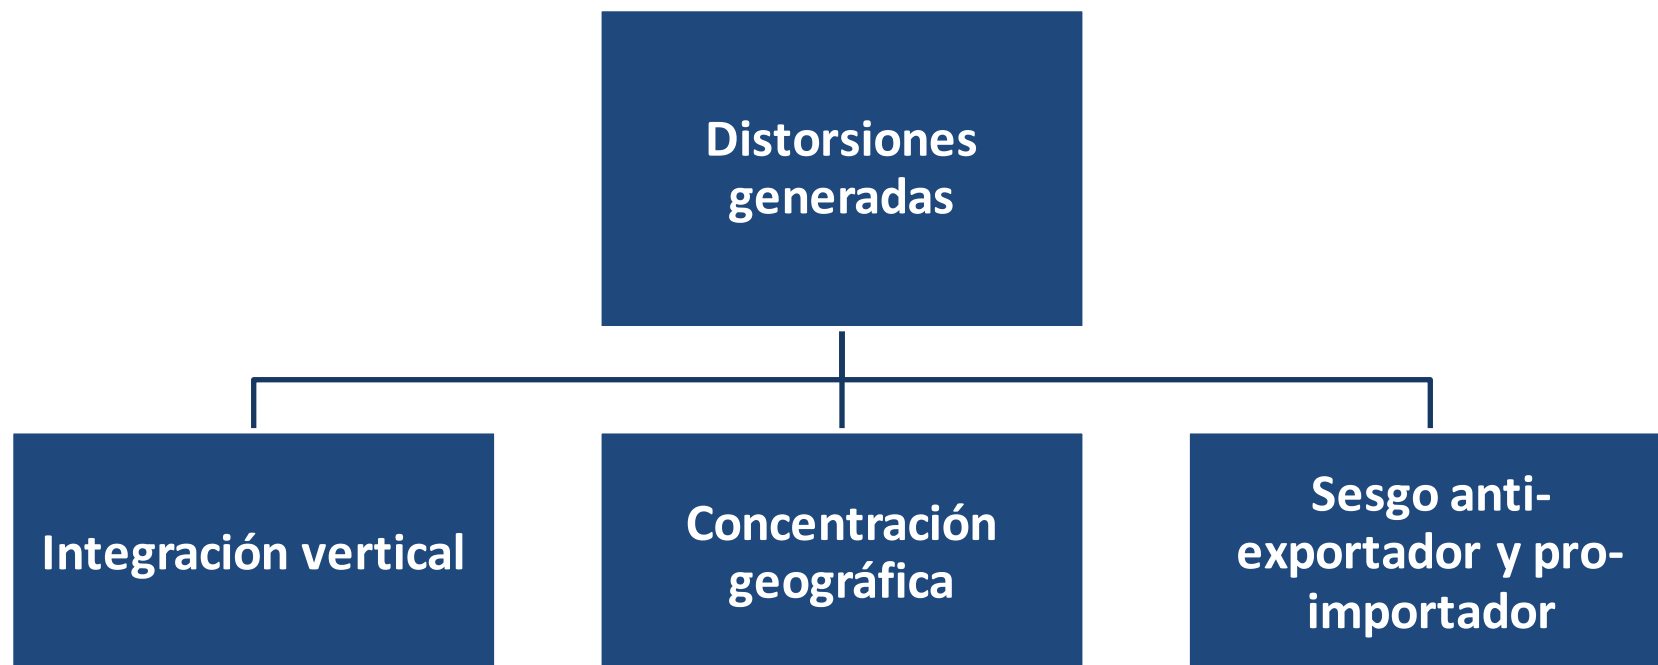 Distorsiones
generadas
Integración vertical
Concentración
geográfica
Sesgo anti-
exportador y pro-
importador